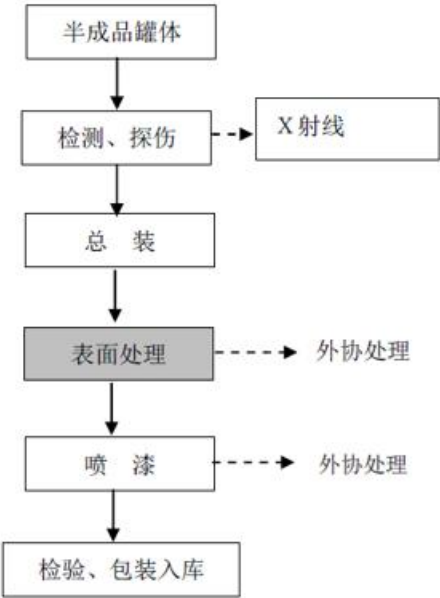 半成品罐体
检测、探伤
X射线
总 装
表面处理
外协处理
喷 漆
外协处理
检验、包装入库